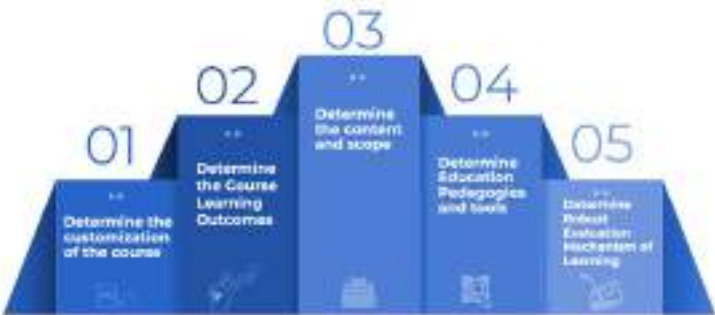 01
Determine the
customization
of the course
02
Determine
the Course
Learning
Outcomes
03
Determine
the content
and scope
04
Determine
Education
Pedagogies
and tools
05
Determine
Robust
Evaluation
Mechanism of
Learning